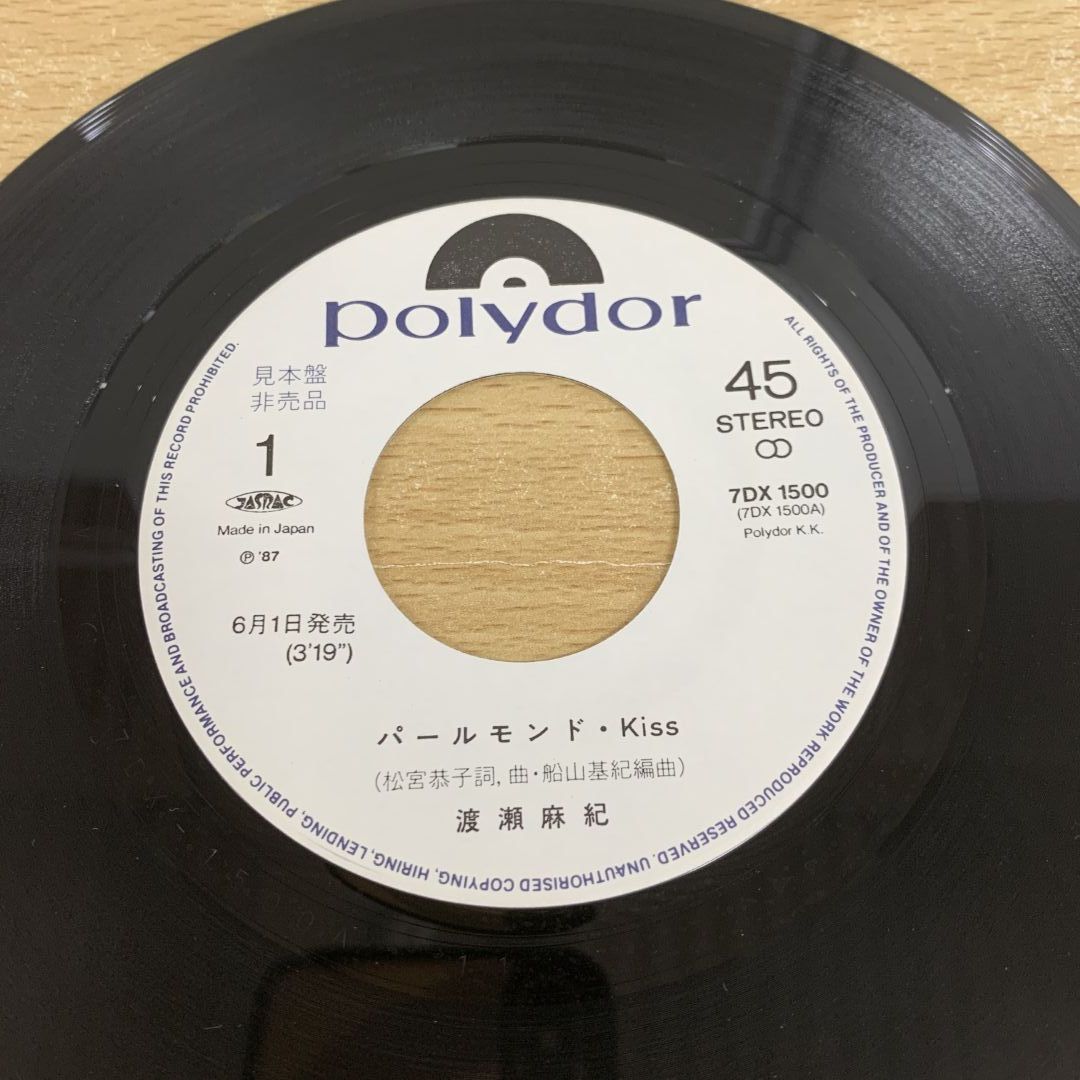 polydor
見本盤
非売品
1
JASRAC
Made in Japan
℗ '87
45
STEREO
7DX 1500
(7DX 1500A)
Polydor K.K.
6月1日発売
(3'19")
パールモンド・Kiss
(松宮恭子詞, 曲・船山基紀編曲)
渡瀬麻紀
ALL RIGHTS OF THE PRODUCER AND OF THE OWNER OF THE WORK REPRODUCED RESERVED. UNAUTHORISED COPYING, HIRING, LENDING, PUBLIC PERFORMANCE AND BROADCASTING OF THIS RECORD PROHIBITED.